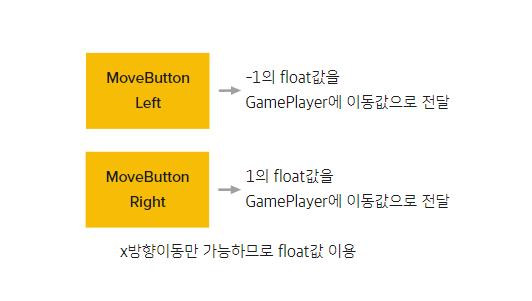 MoveButton
Left
-1의 float값을
GamePlayer에 이동값으로 전달
MoveButton
Right
1의 float값을
GamePlayer에 이동값으로 전달
x방향이동만 가능하므로 float값 이용